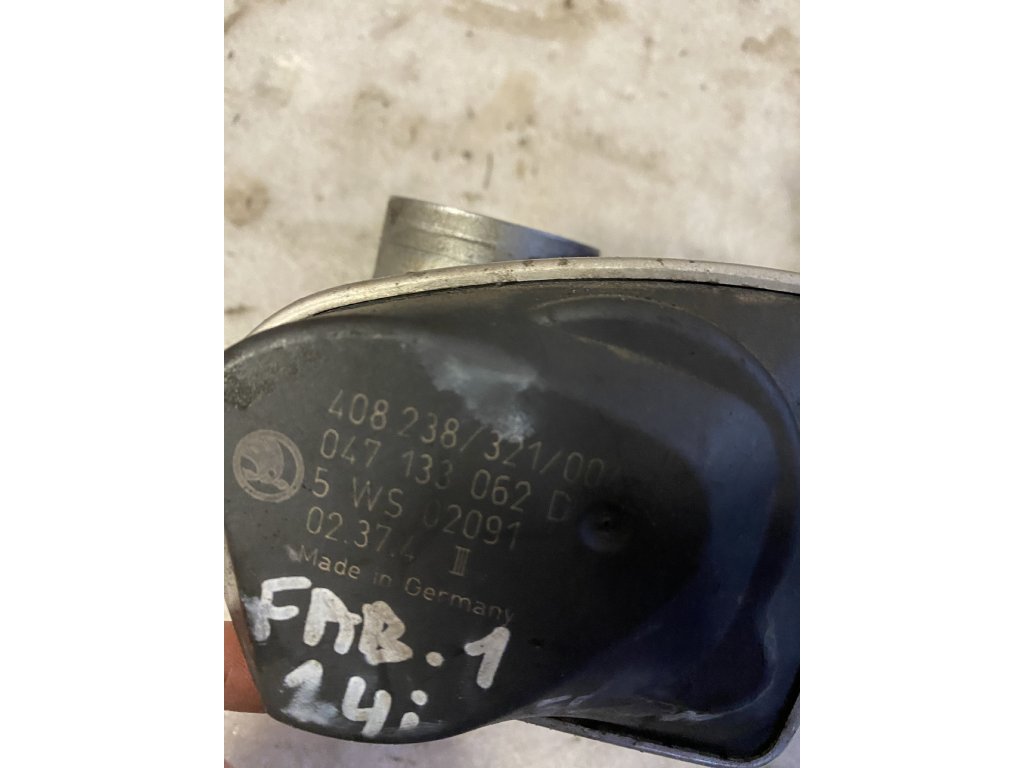 408 238/321/00
047 133 062 D
5 WS 02091
02.37. III
Made in Germany
FAB.1
1.4i